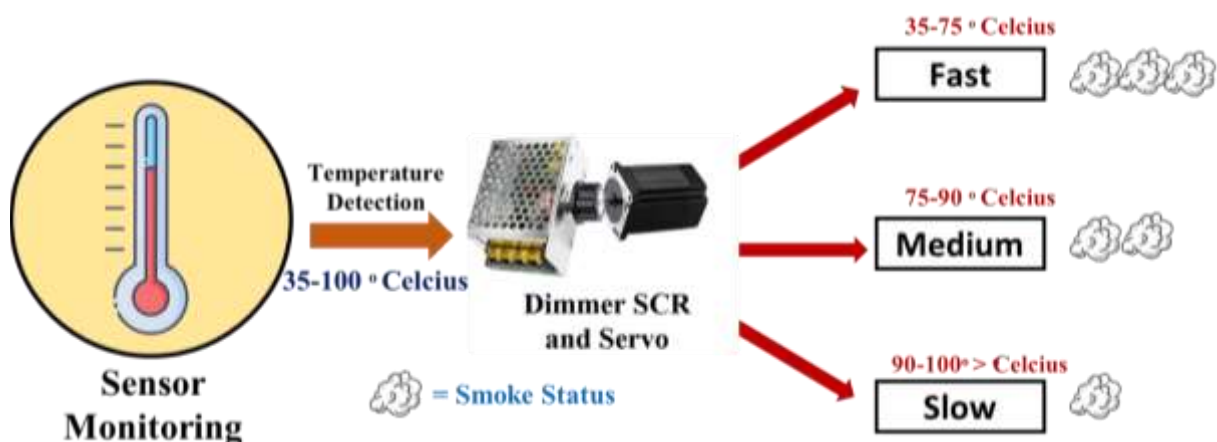 35-75 ° Celcius
Fast
Temperature
Detection
35-100 ° Celcius
75-90 ° Celcius
Medium
Dimmer SCR
and Servo
90-100° > Celcius
Slow
Sensor
Monitoring
= Smoke Status